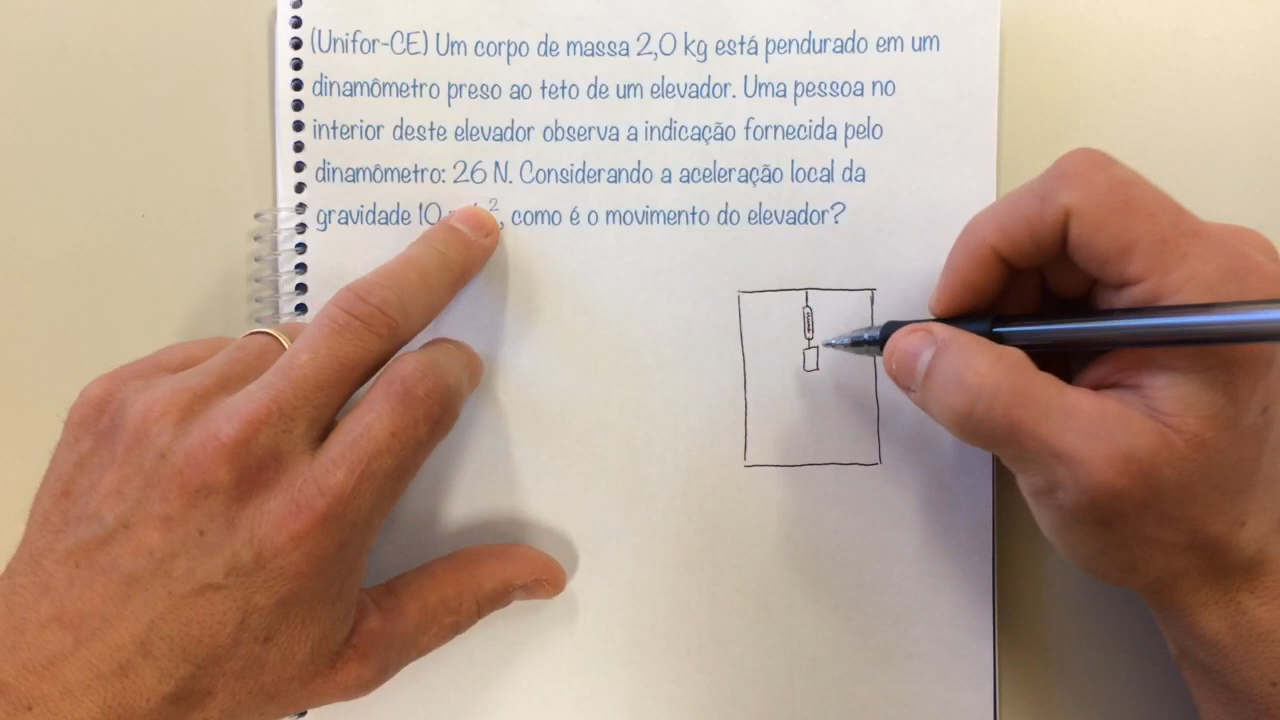 (Unifor-CE) Um corpo de massa 2,0 kg está pendurado em um
dinamômetro preso ao teto de um elevador. Uma pessoa no
interior deste elevador observa a indicação fornecida pelo
dinamômetro: 26 N. Considerando a aceleração local da
gravidade 10 ², como é o movimento do elevador?